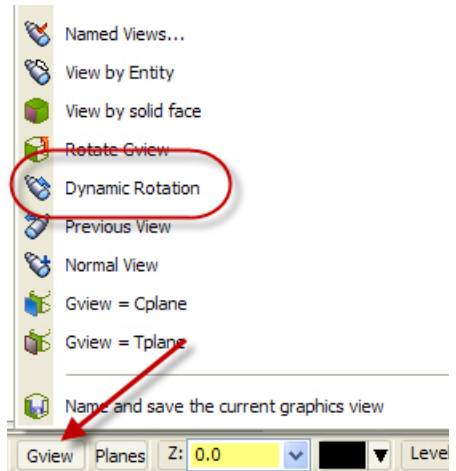 Named Views...
View by Entity
View by solid face
Rotate Gview
Dynamic Rotation
Previous View
Normal View
Gview = Cplane
Gview = Tplane
Name and save the current graphics view
Gview Planes Z: 0.0 Level